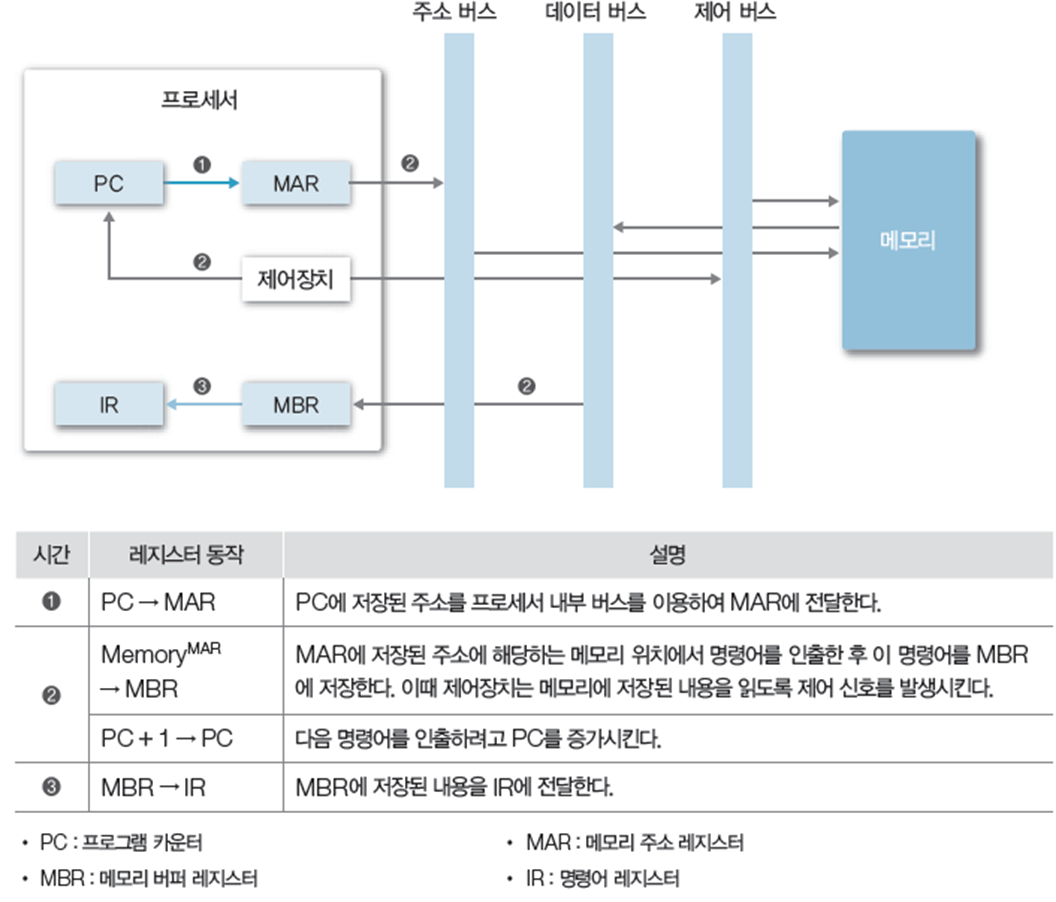 주소 버스 데이터 버스 제어 버스
프로세서
PC ❶ MAR ❷
메모리
❷ 제어장치
IR ❸ MBR ❷
시간 레지스터 동작 설명
❶ PC → MAR PC에 저장된 주소를 프로세서 내부 버스를 이용하여 MAR에 전달한다.
❷ Memory^MAR → MBR MAR에 저장된 주소에 해당하는 메모리 위치에서 명령어를 인출한 후 이 명령어를 MBR
에 저장한다. 이때 제어장치는 메모리에 저장된 내용을 읽도록 제어 신호를 발생시킨다.
PC + 1 → PC 다음 명령어를 인출하려고 PC를 증가시킨다.
❸ MBR → IR MBR에 저장된 내용을 IR에 전달한다.
• PC : 프로그램 카운터 • MAR : 메모리 주소 레지스터
• MBR : 메모리 버퍼 레지스터 • IR : 명령어 레지스터